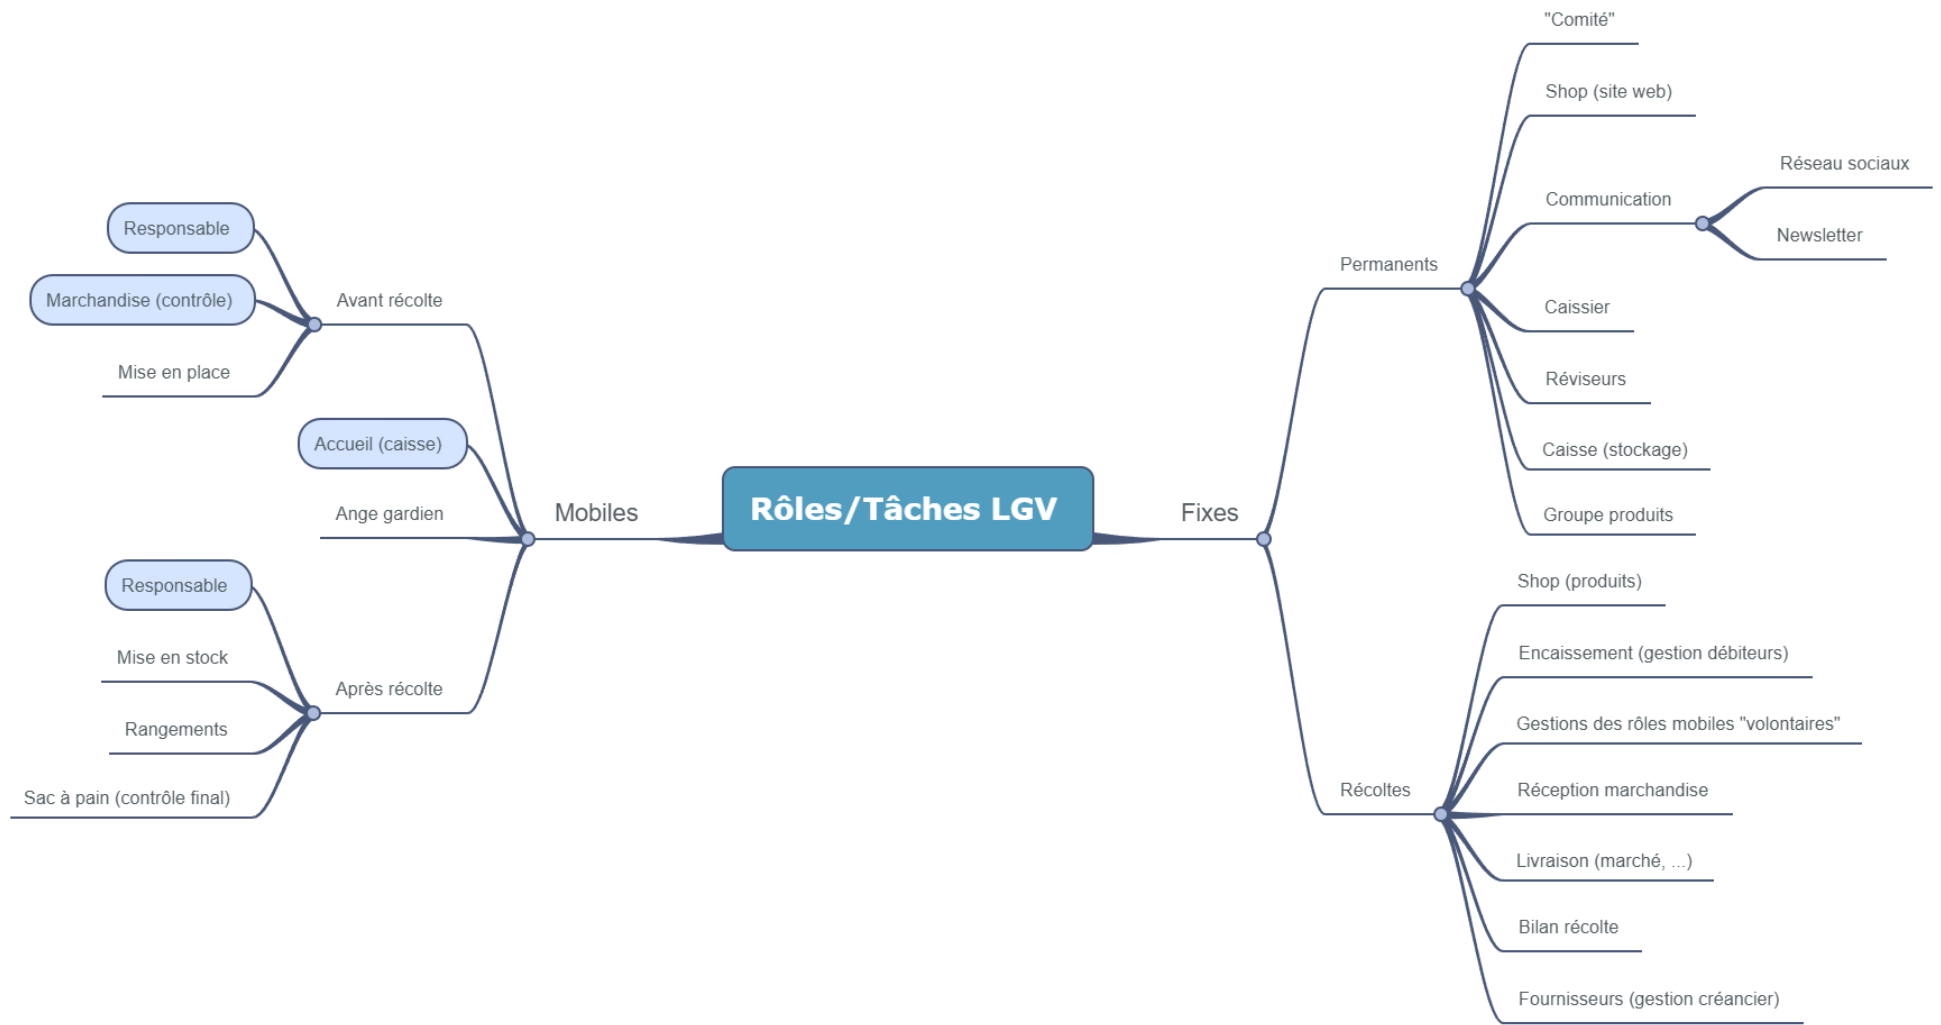 Rôles/Tâches LGV
Mobiles
Avant récolte
Responsable
Marchandise (contrôle)
Mise en place
Accueil (caisse)
Ange gardien
Après récolte
Responsable
Mise en stock
Rangements
Sac à pain (contrôle final)
Fixes
Permanents
"Comité"
Shop (site web)
Communication
Réseau sociaux
Newsletter
Caissier
Réviseurs
Caisse (stockage)
Groupe produits
Récoltes
Shop (produits)
Encaissement (gestion débiteurs)
Gestions des rôles mobiles "volontaires"
Réception marchandise
Livraison (marché, ...)
Bilan récolte
Fournisseurs (gestion créancier)